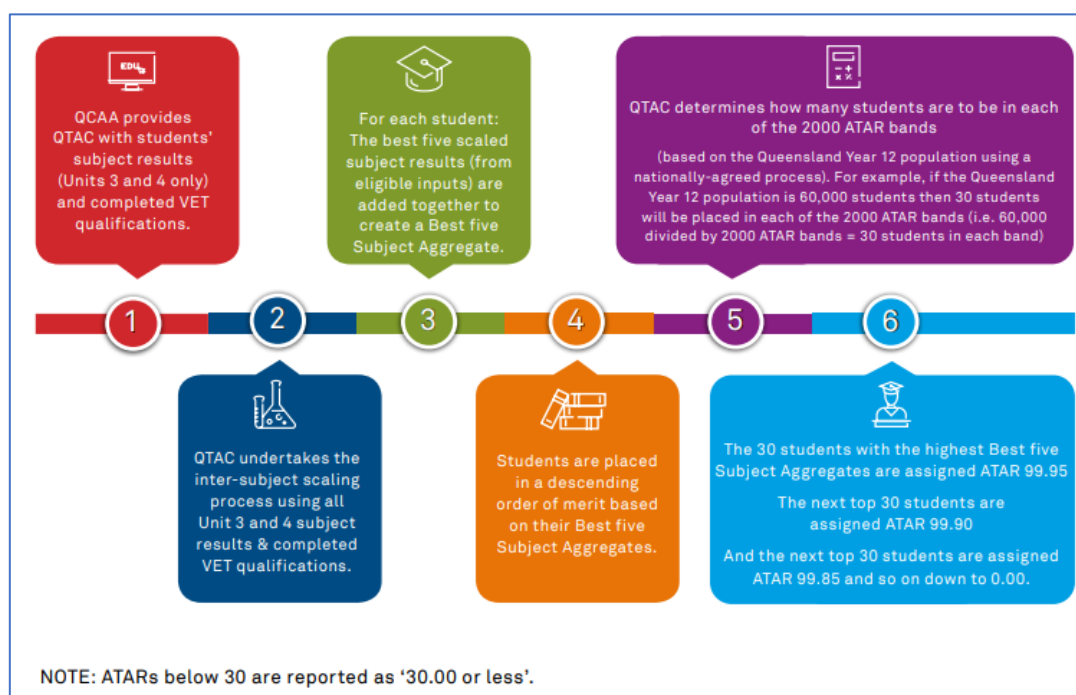 EDU
QCAA provides
QTAC with students'
subject results
(Units 3 and 4 only)
and completed VET
qualifications.
For each student:
The best five scaled
subject results (from
eligible inputs) are
added together to
create a Best five
Subject Aggregate.
QTAC determines how many students are to be in each
of the 2000 ATAR bands
(based on the Queensland Year 12 population using a
nationally-agreed process). For example, if the Queensland
Year 12 population is 60,000 students then 30 students
will be placed in each of the 2000 ATAR bands (i.e. 60,000
divided by 2000 ATAR bands = 30 students in each band)
1
2
3
4
5
6
QTAC undertakes the
inter-subject scaling
process using all
Unit 3 and 4 subject
results & completed
VET qualifications.
Students are placed
in a descending
order of merit based
on their Best five
Subject Aggregates.
The 30 students with the highest Best five
Subject Aggregates are assigned ATAR 99.95
The next top 30 students are
assigned ATAR 99.90
And the next top 30 students are assigned
ATAR 99.85 and so on down to 0.00.
NOTE: ATARs below 30 are reported as '30.00 or less'.